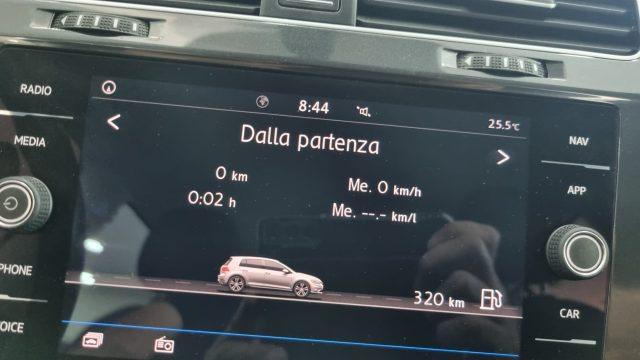 RADIO
MEDIA
PHONE
VOICE
8:44
25.5°C
Dalla partenza
0 km
0:02 h
Me. 0 km/h
Me. --.- km/l
320 km
NAV
APP
CAR